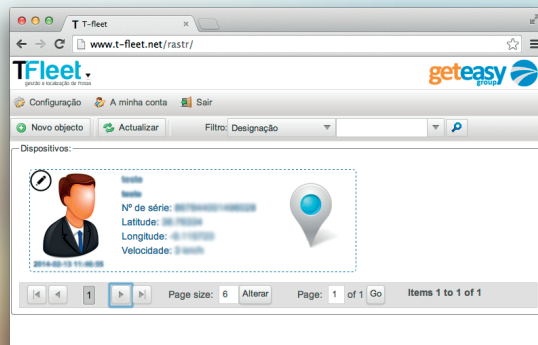 T T-fleet
www.t-fleet.net/rastr/
TFleet
gestão e localização de frotas
geteasy
group
Configuração A minha conta Sair
Novo objecto Actualizar Filtro: Designação
Dispositivos:
teste
teste
Nº de série:
Latitude:
Longitude:
Velocidade:
1 Page size: 6 Alterar Page: 1 of 1 Go Items 1 to 1 of 1